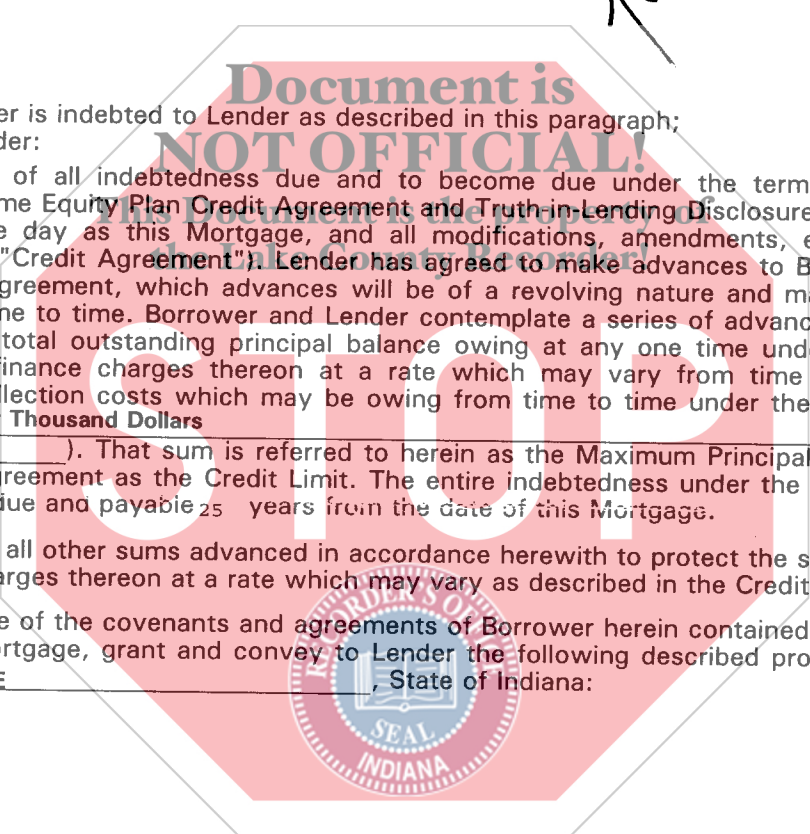 Document is
er is indebted to Lender as described in this paragraph;
der:
NOT OFFICIAL!
of all indebtedness due and to become due under the term
me Equity Plan Credit Agreement and Truth-in-Lending Disclosure
This Document is the property of
e day as this Mortgage, and all modifications, amendments, e
the Lake County Recorder!
"Credit Agreement"). Lender has agreed to make advances to B
greement, which advances will be of a revolving nature and m
ne to time. Borrower and Lender contemplate a series of advanc
total outstanding principal balance owing at any one time und
finance charges thereon at a rate which may vary from time
llection costs which may be owing from time to time under the
Thousand Dollars
STOP
). That sum is referred to herein as the Maximum Principal
greement as the Credit Limit. The entire indebtedness under the
due and payable 25 years from the date of this Mortgage.
all other sums advanced in accordance herewith to protect the s
arges thereon at a rate which may vary as described in the Credit
e of the covenants and agreements of Borrower herein contained
ortgage, grant and convey to Lender the following described pro
E, State of Indiana:
RECORDER'S OFFICE
SEAL
INDIANA